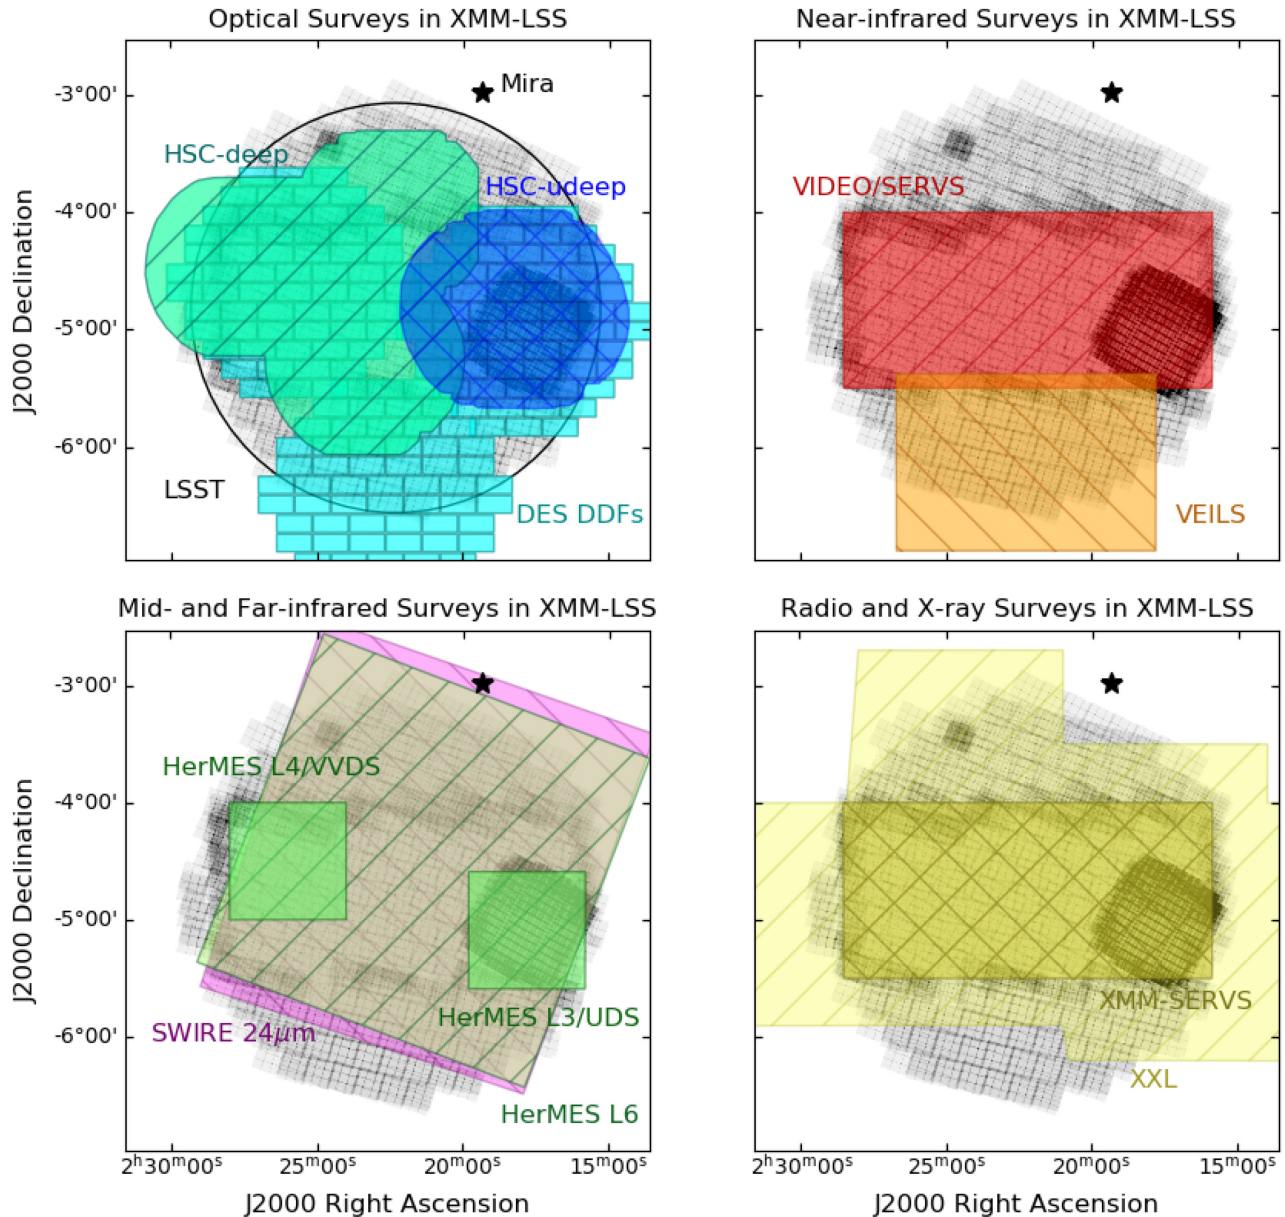 Optical Surveys in XMM-LSS
Near-infrared Surveys in XMM-LSS
-3°00'
-4°00'
-5°00'
-6°00'
J2000 Declination
Mira
HSC-deep
HSC-udeep
LSST
DES DDFs
VIDEO/SERVS
VEILS
Mid- and Far-infrared Surveys in XMM-LSS
Radio and X-ray Surveys in XMM-LSS
-3°00'
-4°00'
-5°00'
-6°00'
J2000 Declination
HerMES L4/VVDS
HerMES L3/UDS
SWIRE 24μm
HerMES L6
XMM-SERVS
XXL
2ʰ30ᵐ00ˢ 25ᵐ00ˢ 20ᵐ00ˢ 15ᵐ00ˢ
2ʰ30ᵐ00ˢ 25ᵐ00ˢ 20ᵐ00ˢ 15ᵐ00ˢ
J2000 Right Ascension
J2000 Right Ascension